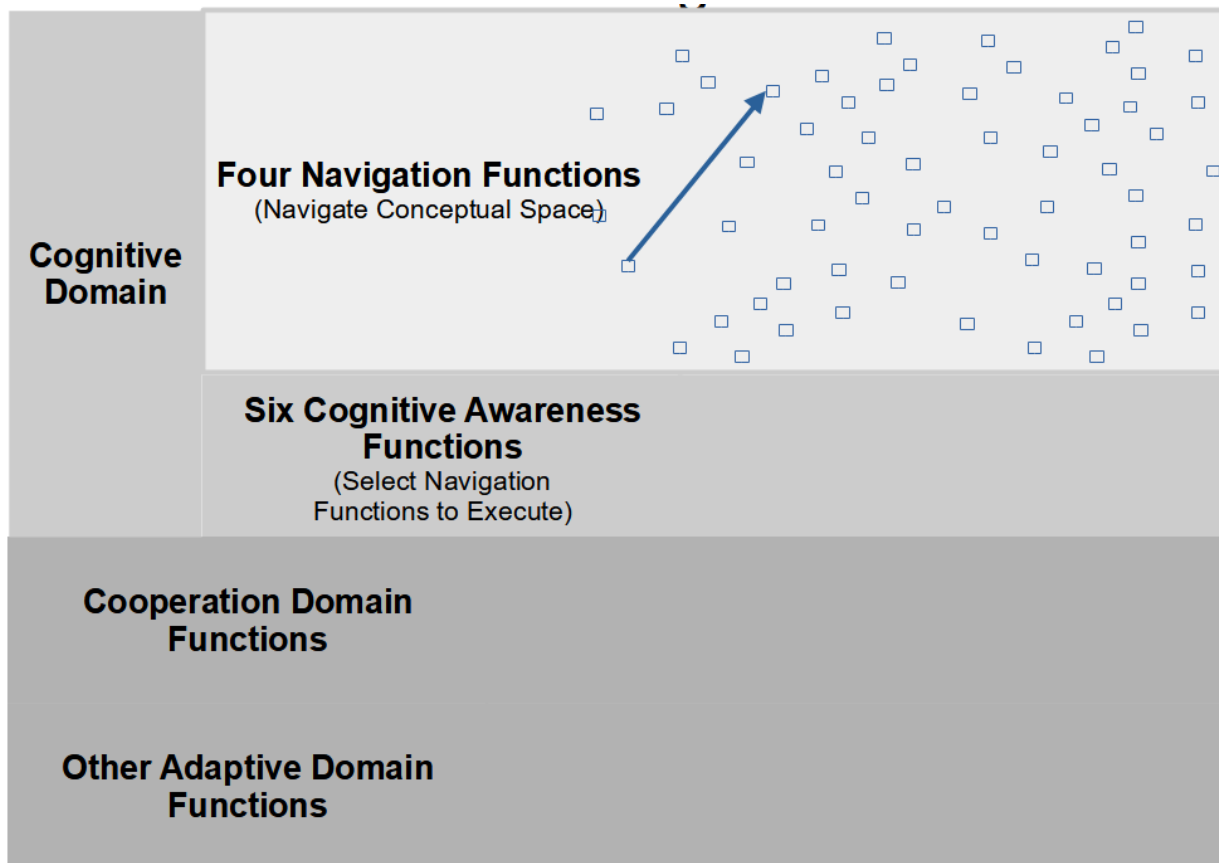 Four Navigation Functions
(Navigate Conceptual Space)
Cognitive
Domain
Six Cognitive Awareness
Functions
(Select Navigation
Functions to Execute)
Cooperation Domain
Functions
Other Adaptive Domain
Functions